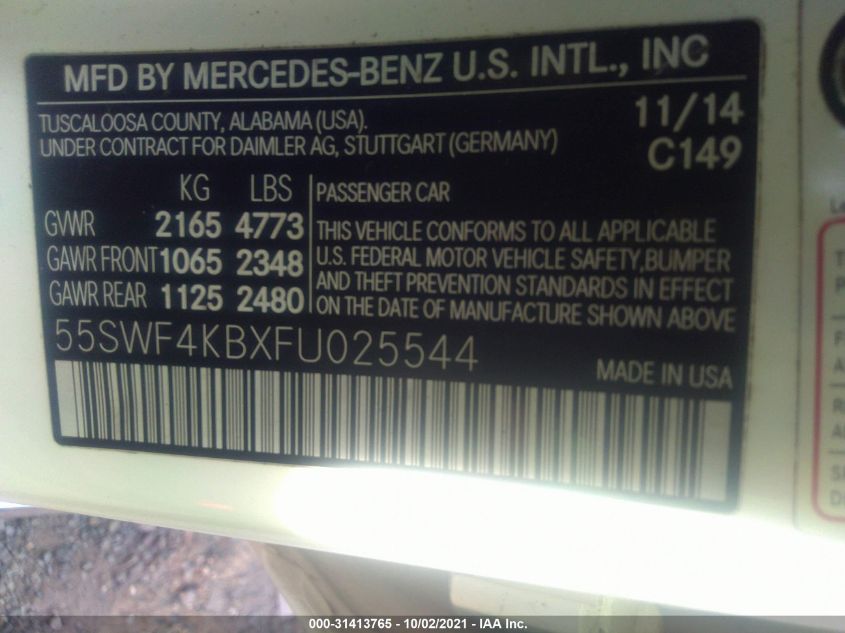 MFD BY MERCEDES-BENZ U.S. INTL., INC
TUSCALOOSA COUNTY, ALABAMA (USA). 11/14
UNDER CONTRACT FOR DAIMLER AG, STUTTGART (GERMANY) C149
KG LBS
GVWR 2165 4773
GAWR FRONT 1065 2348
GAWR REAR 1125 2480
PASSENGER CAR
THIS VEHICLE CONFORMS TO ALL APPLICABLE
U.S. FEDERAL MOTOR VEHICLE SAFETY,BUMPER
AND THEFT PREVENTION STANDARDS IN EFFECT
ON THE DATE OF MANUFACTURE SHOWN ABOVE.
55SWF4KBXFU025544
MADE IN USA
000-31413765 - 10/02/2021 - IAA Inc.